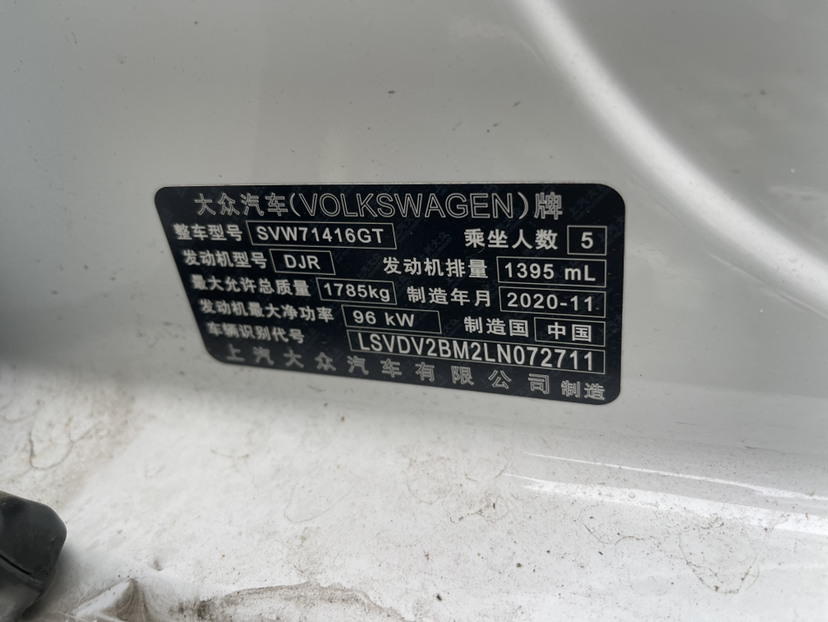 大众汽车(VOLKSWAGEN)牌
整车型号 SVW71416GT 乘坐人数 5
发动机型号 DJR 发动机排量 1395 mL
最大允许总质量 1785kg 制造年月 2020-11
发动机最大净功率 96 kW 制造国 中国
车辆识别代号 LSVDV2BM2LN072711
上汽大众汽车有限公司 制造